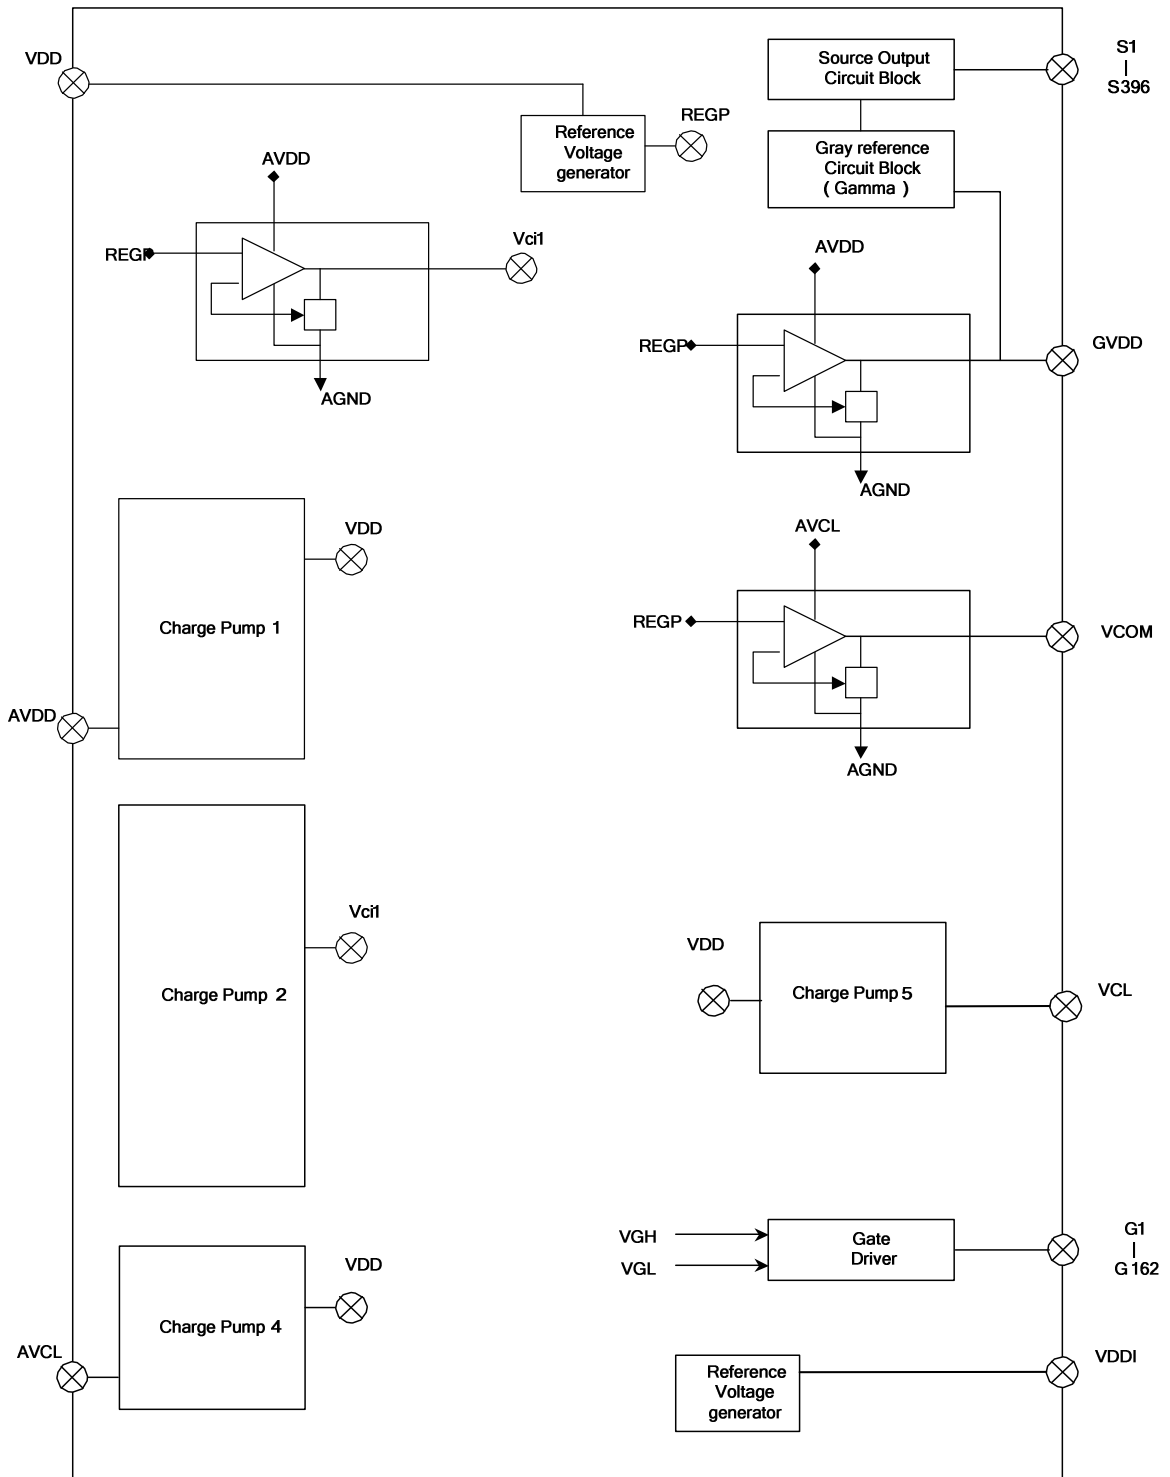 VDD
Source Output
Circuit Block
S1
S396
REGP
Reference
Voltage
generator
Gray reference
Circuit Block
( Gamma )
AVDD
REGP
Vci1
AGND
AVDD
REGP
GVDD
AGND
VDD
Charge Pump 1
AVDD
AVCL
REGP
VCOM
AGND
Vci1
Charge Pump 2
VDD
Charge Pump 5
VCL
VGH
VGL
Gate
Driver
G1
G 162
VDD
Charge Pump 4
AVCL
Reference
Voltage
generator
VDDI